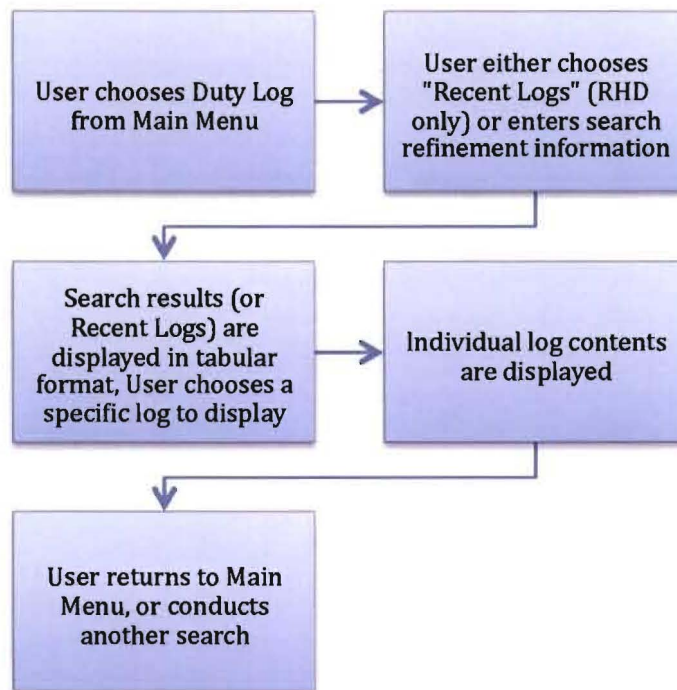 User chooses Duty Log
from Main Menu
User either chooses
"Recent Logs" (RHD
only) or enters search
refinement information
Search results (or
Recent Logs) are
displayed in tabular
format, User chooses a
specific log to display
Individual log contents
are displayed
User returns to Main
Menu, or conducts
another search